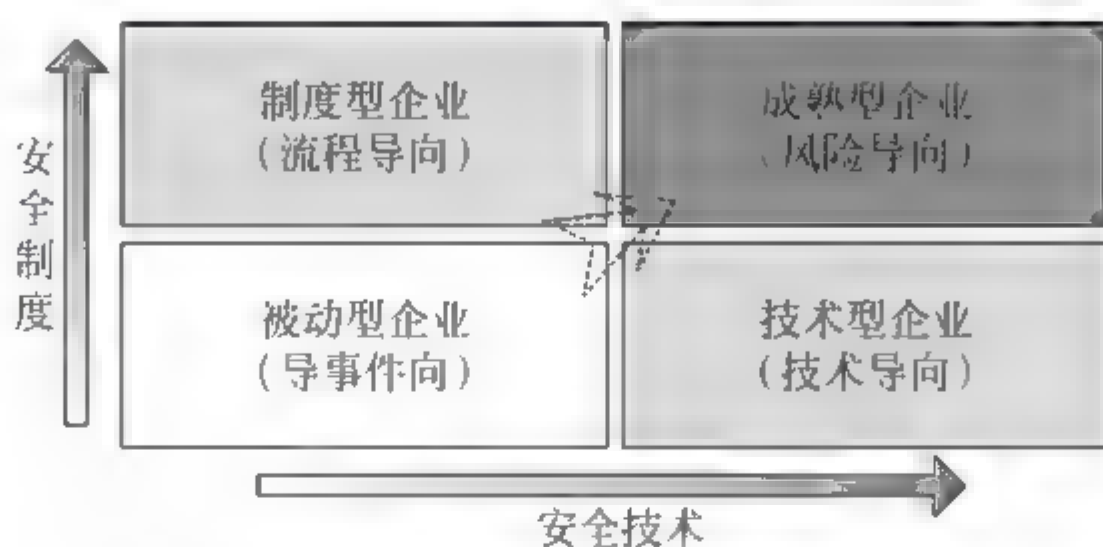 安全制度
制度型企业
(流程导向)
成熟型企业
(风险导向)
被动型企业
(导事件向)
技术型企业
(技术导向)
安全技术